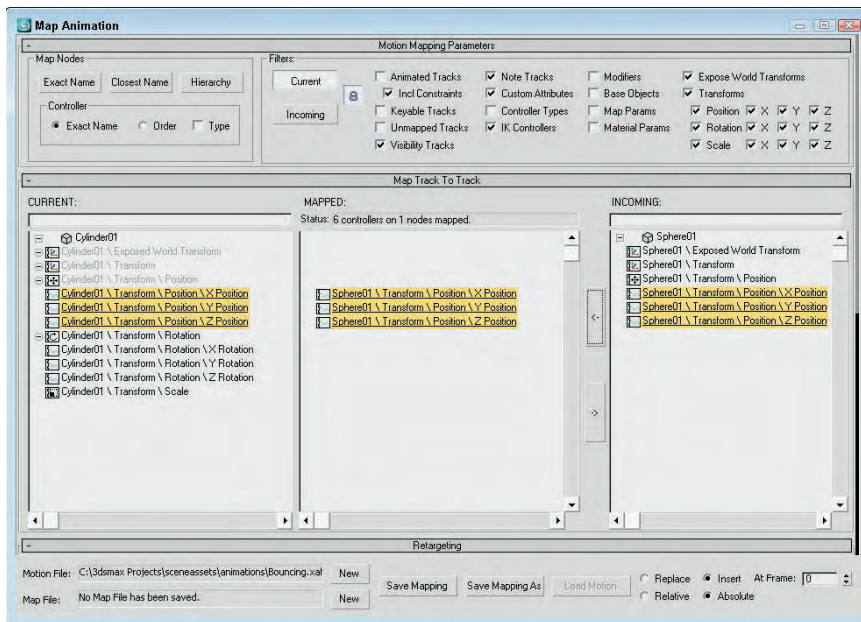 Map Animation
Motion Mapping Parameters
Map Nodes
Exact Name Closest Name Hierarchy
Controller
Exact Name Order Type
Filters:
Current
Incoming
Animated Tracks Note Tracks Modifiers Expose World Transforms
Incl Constraints Custom Attributes Base Objects Transforms
Keyable Tracks Controller Types Map Params Position X Y Z
Unmapped Tracks IK Controllers Material Params Rotation X Y Z
Visibility Tracks Scale X Y Z
Map Track To Track
CURRENT:
Cylinder01
Cylinder01 \ Exposed World Transform
Cylinder01 \ Transform
Cylinder01 \ Transform \ Position
Cylinder01 \ Transform \ Position \ X Position
Cylinder01 \ Transform \ Position \ Y Position
Cylinder01 \ Transform \ Position \ Z Position
Cylinder01 \ Transform \ Rotation
Cylinder01 \ Transform \ Rotation \ X Rotation
Cylinder01 \ Transform \ Rotation \ Y Rotation
Cylinder01 \ Transform \ Rotation \ Z Rotation
Cylinder01 \ Transform \ Scale
MAPPED:
Status: 6 controllers on 1 nodes mapped.
Sphere01 \ Transform \ Position \ X Position
Sphere01 \ Transform \ Position \ Y Position
Sphere01 \ Transform \ Position \ Z Position
<-
->
INCOMING:
Sphere01
Sphere01 \ Exposed World Transform
Sphere01 \ Transform
Sphere01 \ Transform \ Position
Sphere01 \ Transform \ Position \ X Position
Sphere01 \ Transform \ Position \ Y Position
Sphere01 \ Transform \ Position \ Z Position
Retargeting
Motion File: C:\3dsmax Projects\sceneassets\animations\Bouncing.xaf New
Map File: No Map File has been saved. New
Save Mapping Save Mapping As Load Motion
Replace Insert At Frame: 0
Relative Absolute